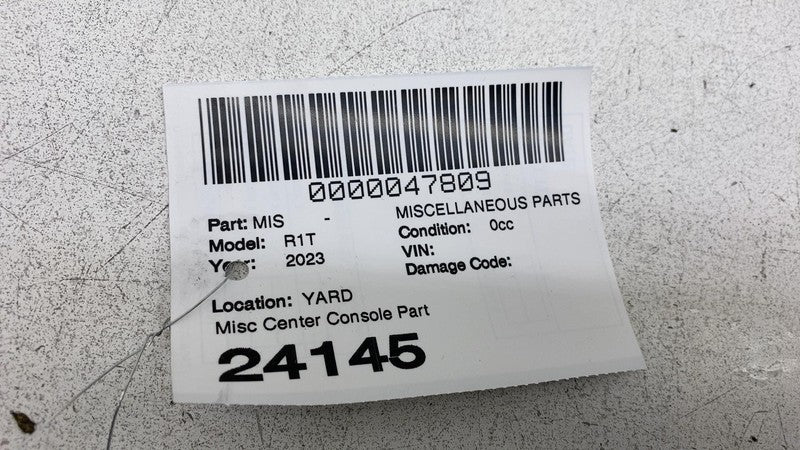 0000047809
Part: MIS - MISCELLANEOUS PARTS
Model: R1T Condition: 0cc
Year: 2023 VIN:
Damage Code:
Location: YARD
Misc Center Console Part
24145